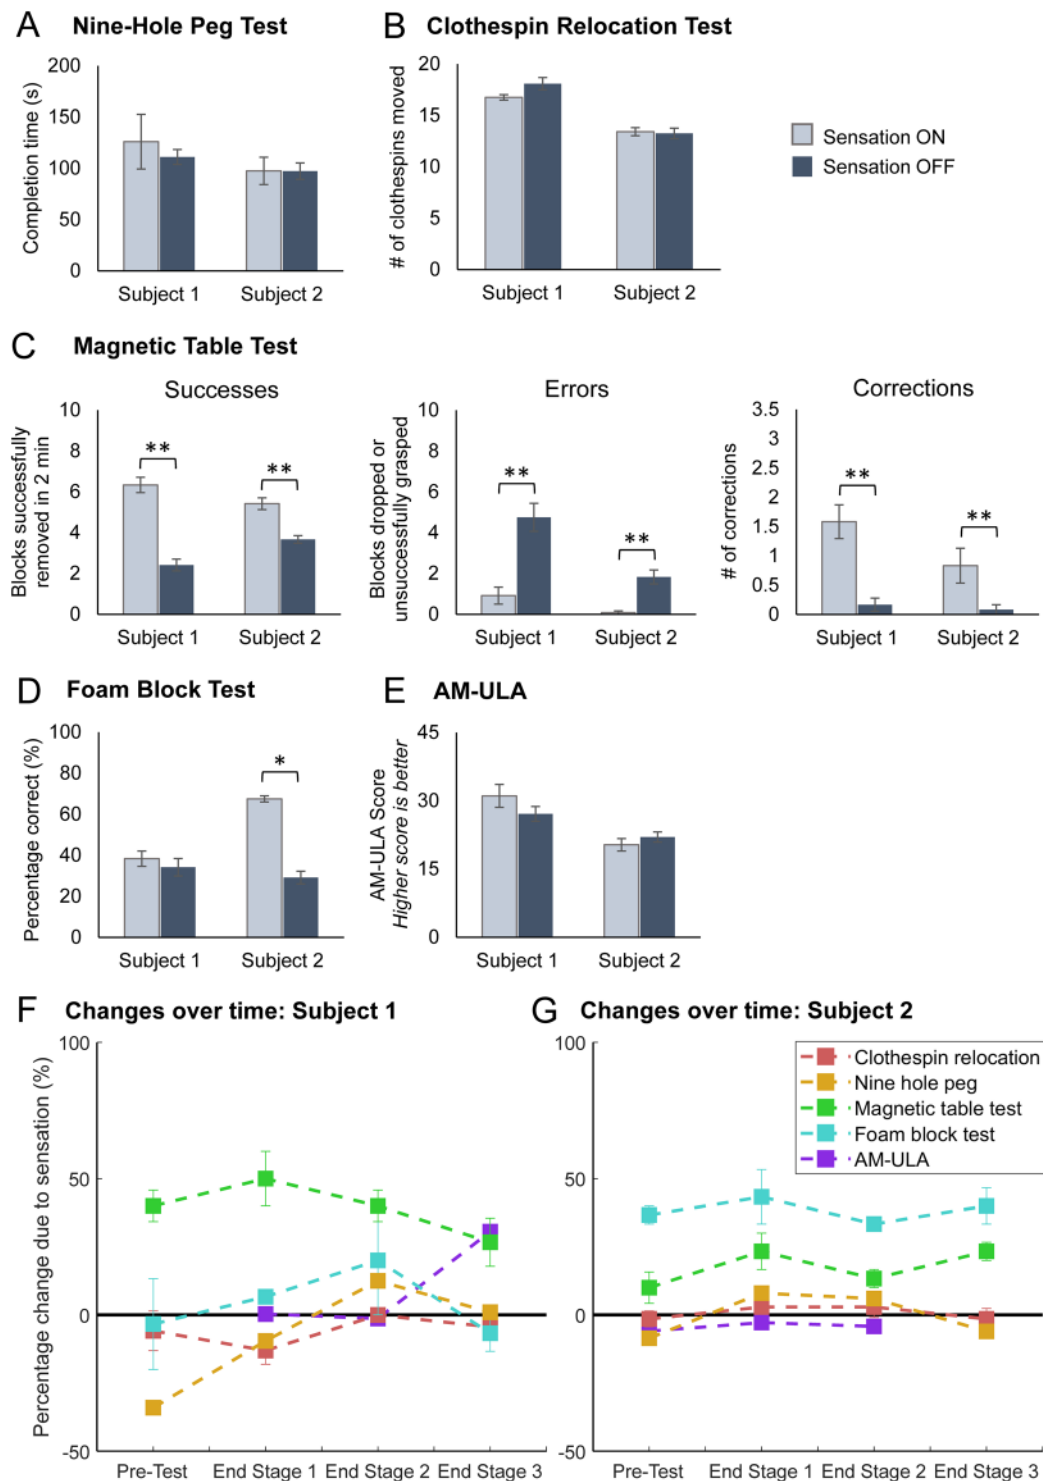 A Nine-Hole Peg Test
Completion time (s)
200
150
100
50
0
Subject 1 Subject 2
B Clothespin Relocation Test
# of clothespins moved
20
15
10
5
0
Subject 1 Subject 2
Sensation ON
Sensation OFF
C Magnetic Table Test
Successes
Blocks successfully
removed in 2 min
10
8
6
4
2
0
** **
Subject 1 Subject 2
Errors
Blocks dropped or
unsuccessfully grasped
10
8
6
4
2
0
** **
Subject 1 Subject 2
Corrections
# of corrections
3.5
3
2.5
2
1.5
1
0.5
0
** **
Subject 1 Subject 2
D Foam Block Test
Percentage correct (%)
100
80
60
40
20
0
*
Subject 1 Subject 2
E AM-ULA
AM-ULA Score
Higher score is better
45
30
15
0
Subject 1 Subject 2
F Changes over time: Subject 1
Percentage change due to sensation (%)
100
50
0
-50
Pre-Test End Stage 1 End Stage 2 End Stage 3
G Changes over time: Subject 2
100
50
0
-50
Clothespin relocation
Nine hole peg
Magnetic table test
Foam block test
AM-ULA
Pre-Test End Stage 1 End Stage 2 End Stage 3